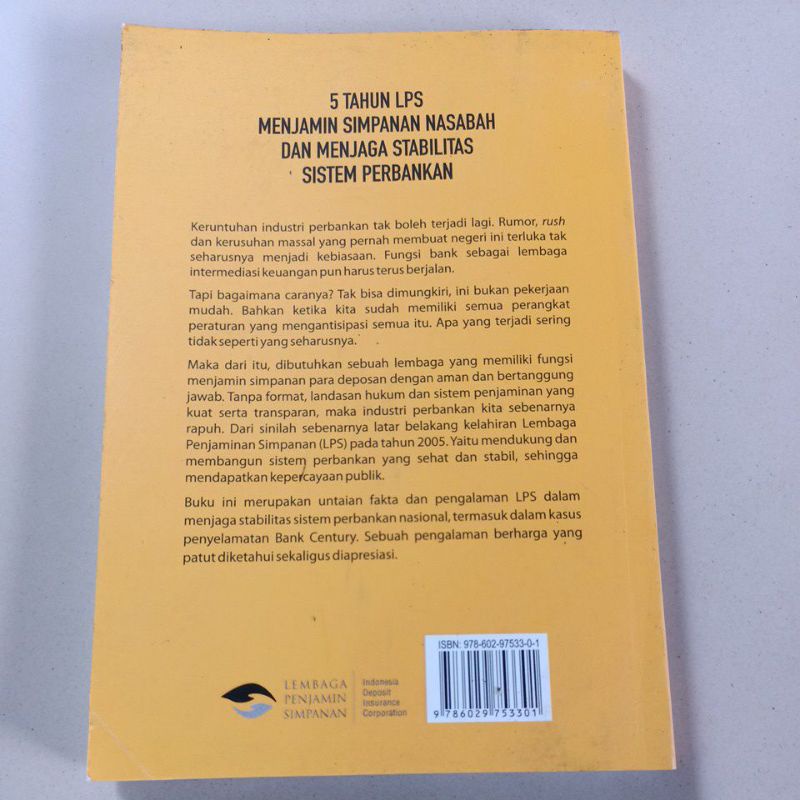 5 TAHUN LPS
MENJAMIN SIMPANAN NASABAH
DAN MENJAGA STABILITAS
SISTEM PERBANKAN
Keruntuhan industri perbankan tak boleh terjadi lagi. Rumor, rush
dan kerusuhan massal yang pernah membuat negeri ini terluka tak
seharusnya menjadi kebiasaan. Fungsi bank sebagai lembaga
intermediasi keuangan pun harus terus berjalan.
Tapi bagaimana caranya? Tak bisa dimungkiri, ini bukan pekerjaan
mudah. Bahkan ketika kita sudah memiliki semua perangkat
peraturan yang mengantisipasi semua itu. Apa yang terjadi sering
tidak seperti yang seharusnya.
Maka dari itu, dibutuhkan sebuah lembaga yang memiliki fungsi
menjamin simpanan para deposan dengan aman dan bertanggung
jawab. Tanpa format, landasan hukum dan sistem penjaminan yang
kuat serta transparan, maka industri perbankan kita sebenarnya
rapuh. Dari sinilah sebenarnya latar belakang kelahiran Lembaga
Penjaminan Simpanan (LPS) pada tahun 2005. Yaitu mendukung dan
membangun sistem perbankan yang sehat dan stabil, sehingga
mendapatkan kepercayaan publik.
Buku ini merupakan untaian fakta dan pengalaman LPS dalam
menjaga stabilitas sistem perbankan nasional, termasuk dalam kasus
penyelamatan Bank Century. Sebuah pengalaman berharga yang
patut diketahui sekaligus diapresiasi.
ISBN: 978-602-97533-0-1
9 786029 753301
LEMBAGA
PENJAMIN
SIMPANAN
Indonesia
Deposit
Insurance
Corporation